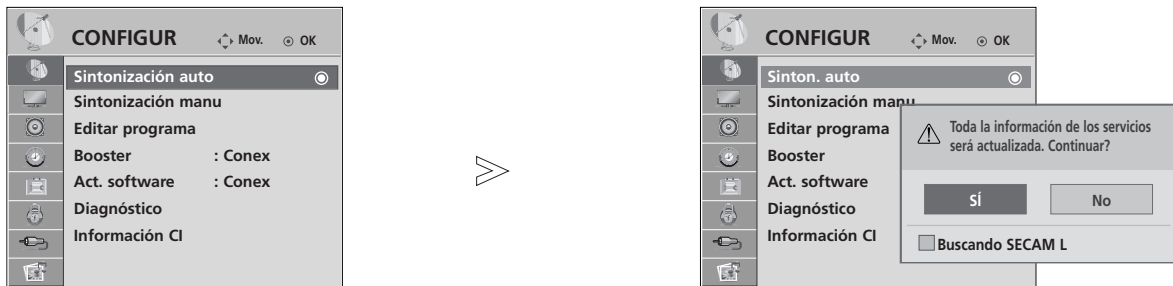 CONFIGUR Mov. OK
Sintonización auto
Sintonización manu
Editar programa
Booster : Conex
Act. software : Conex
Diagnóstico
Información CI
CONFIGUR Mov. OK
Sinton. auto
Sintonización manu
Editar programa
Booster
Act. software
Diagnóstico
Información CI
Toda la información de los servicios
será actualizada. Continuar?
SÍ No
Buscando SECAM L